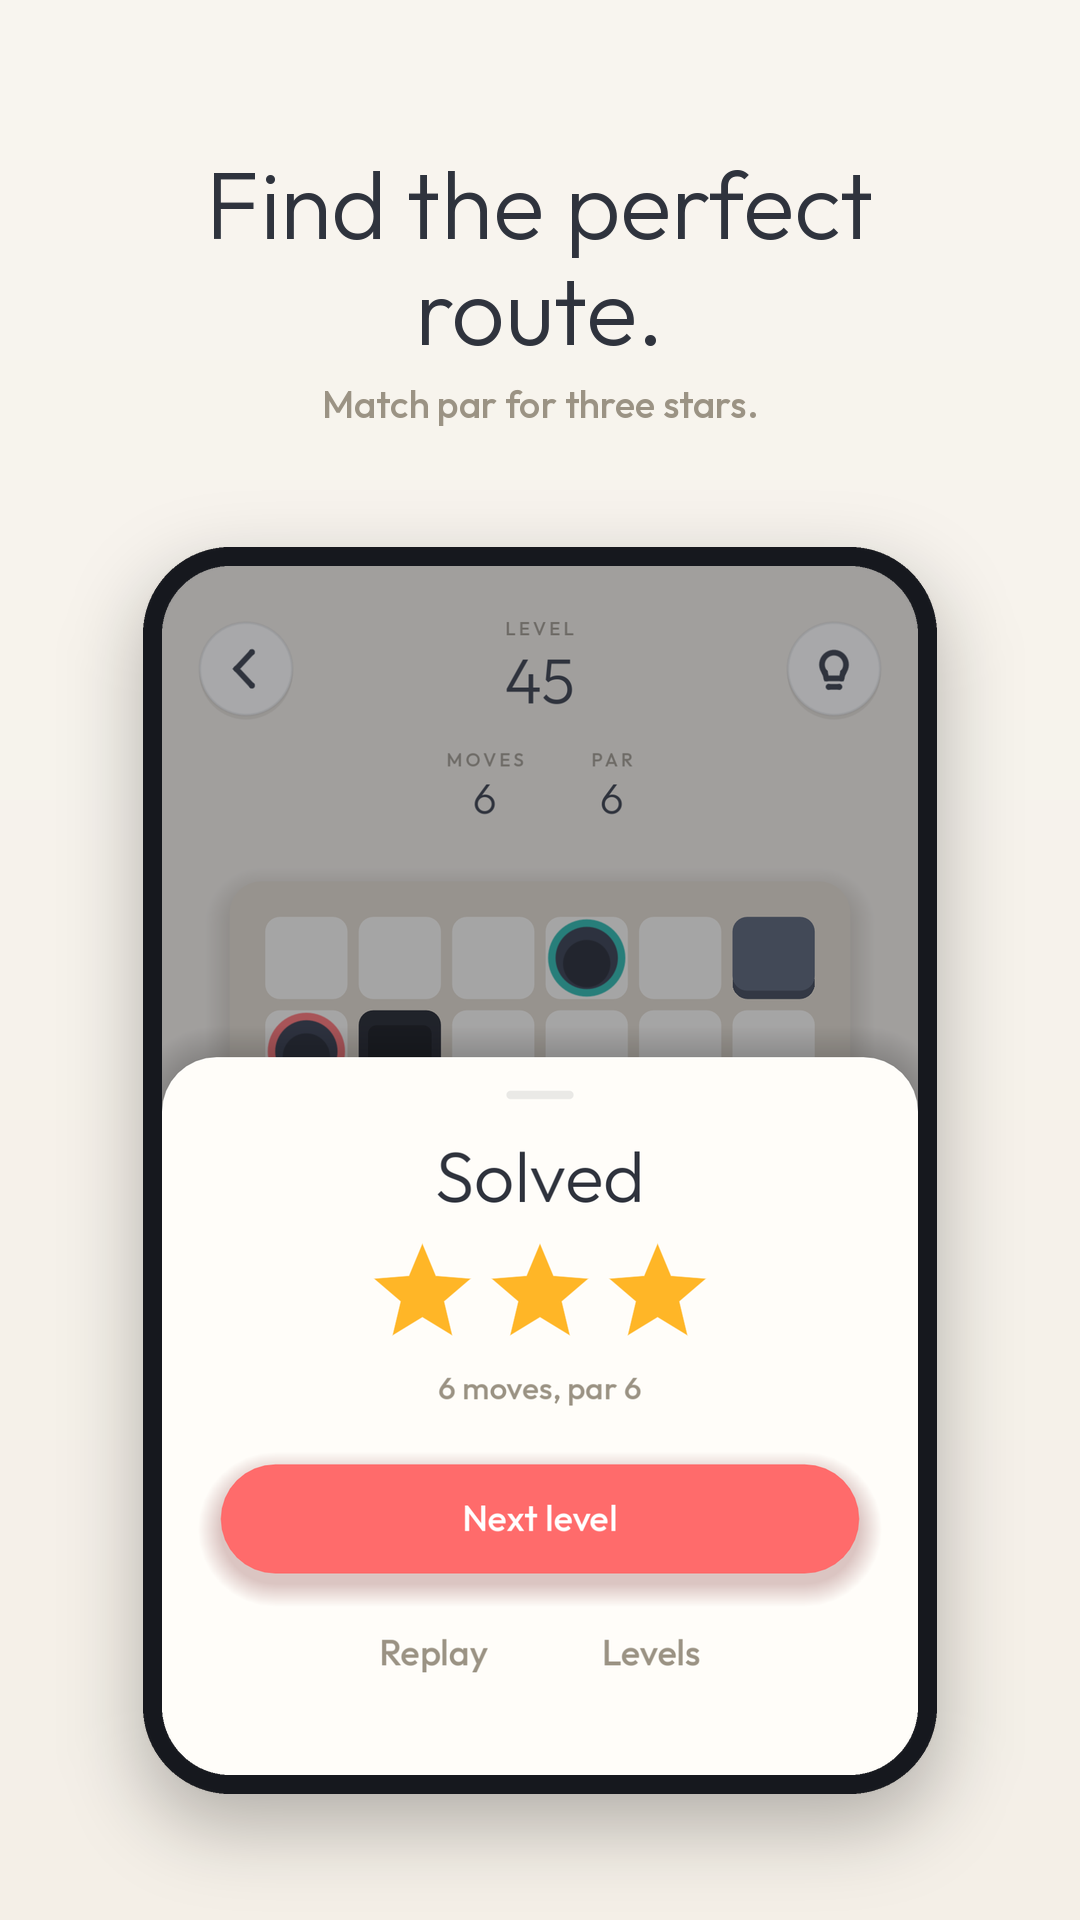 Find the perfect
route.
Match par for three stars.
LEVEL
45
MOVES PAR
6 6
Solved
6 moves, par 6
Next level
Replay Levels